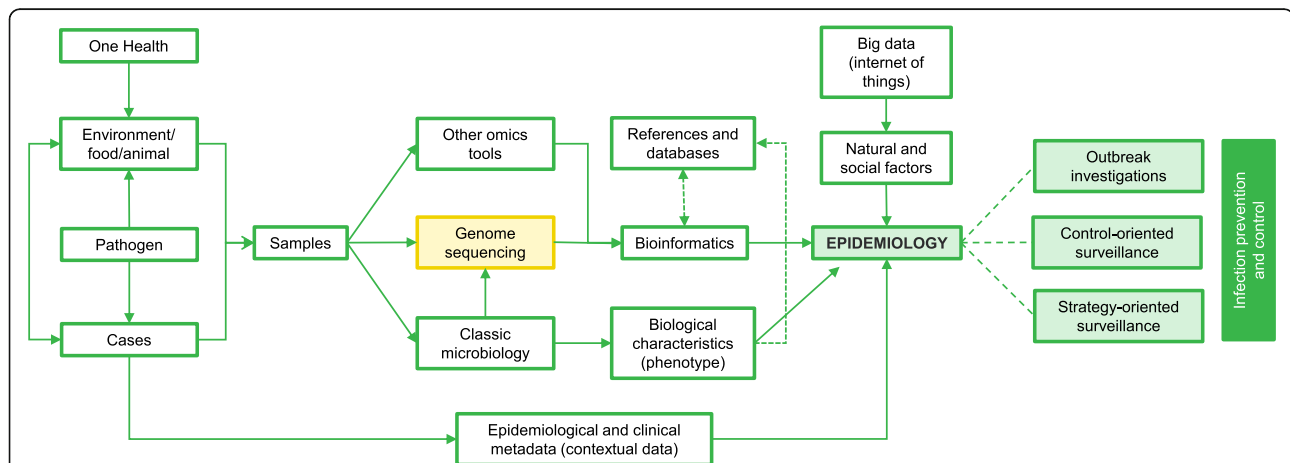 One Health
Environment/
food/animal
Pathogen
Cases
Samples
Other omics
tools
Genome
sequencing
Classic
microbiology
References and
databases
Bioinformatics
Biological
characteristics
(phenotype)
Epidemiological and clinical
metadata (contextual data)
Big data
(internet of
things)
Natural and
social factors
EPIDEMIOLOGY
Outbreak
investigations
Control-oriented
surveillance
Strategy-oriented
surveillance
Infection prevention
and control